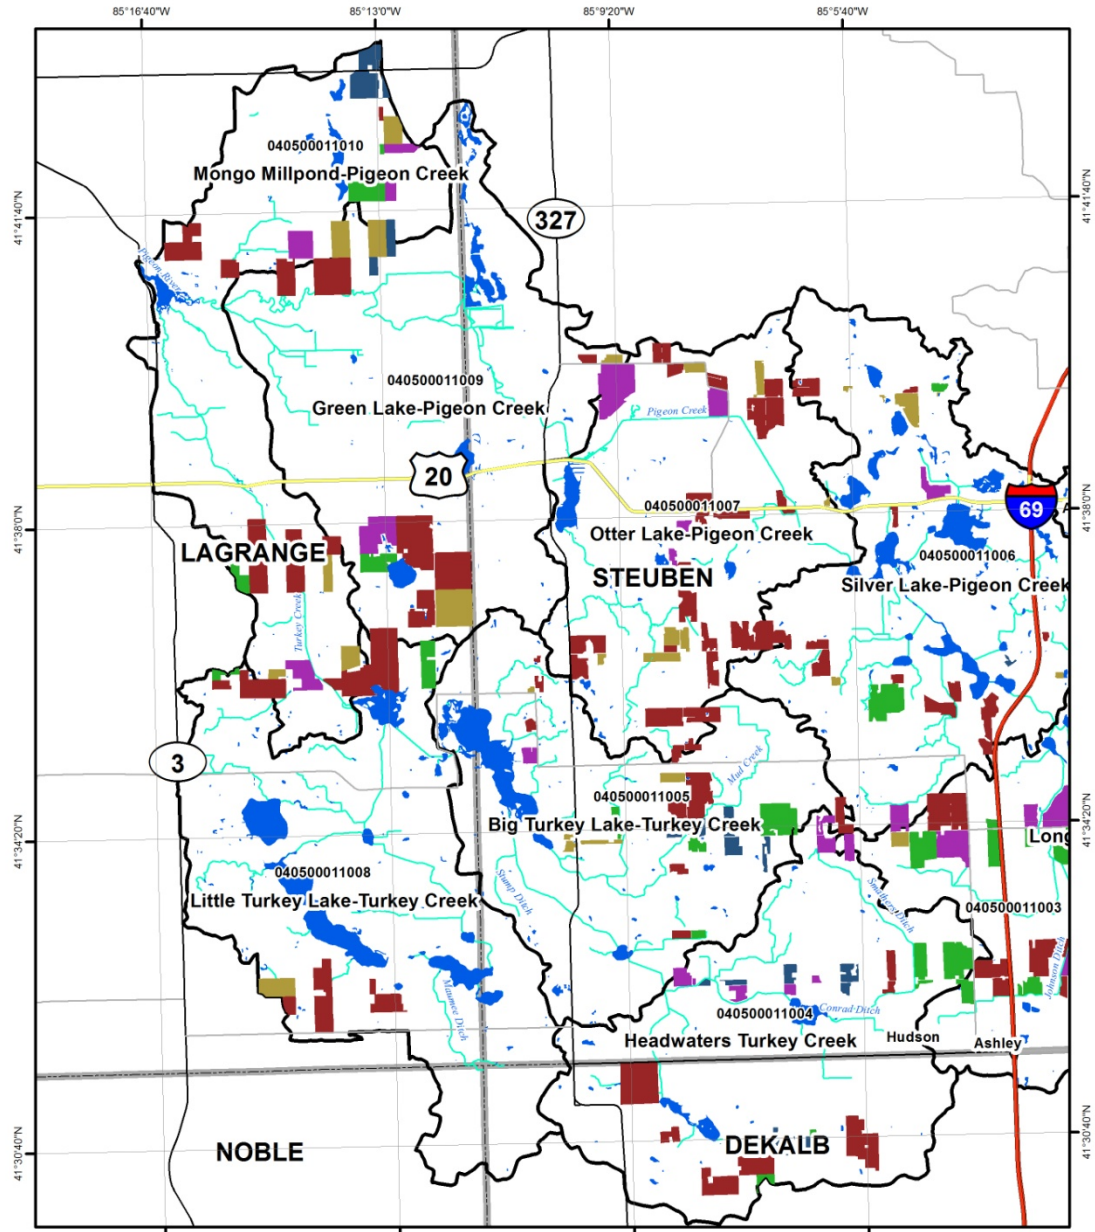 85°16'40"W
85°13'0"W
85°9'20"W
85°5'40"W
040500011010
Mongo Millpond-Pigeon Creek
41°41'40"N
41°41'40"N
327
Pigeon River
040500011009
Green Lake-Pigeon Creek
Pigeon Creek
20
040500011007
Otter Lake-Pigeon Creek
69
A
41°38'0"N
41°38'0"N
LAGRANGE
STEUBEN
040500011006
Silver Lake-Pigeon Creek
Turkey Creek
3
Mud Creek
040500011005
Big Turkey Lake-Turkey Creek
41°34'20"N
41°34'20"N
Long
040500011008
Little Turkey Lake-Turkey Creek
Stump Ditch
Smathers Ditch
040500011003
Johnson Ditch
Maumee Ditch
040500011004
Conrad Ditch
Headwaters Turkey Creek
Hudson
Ashley
41°30'40"N
41°30'40"N
NOBLE
DEKALB